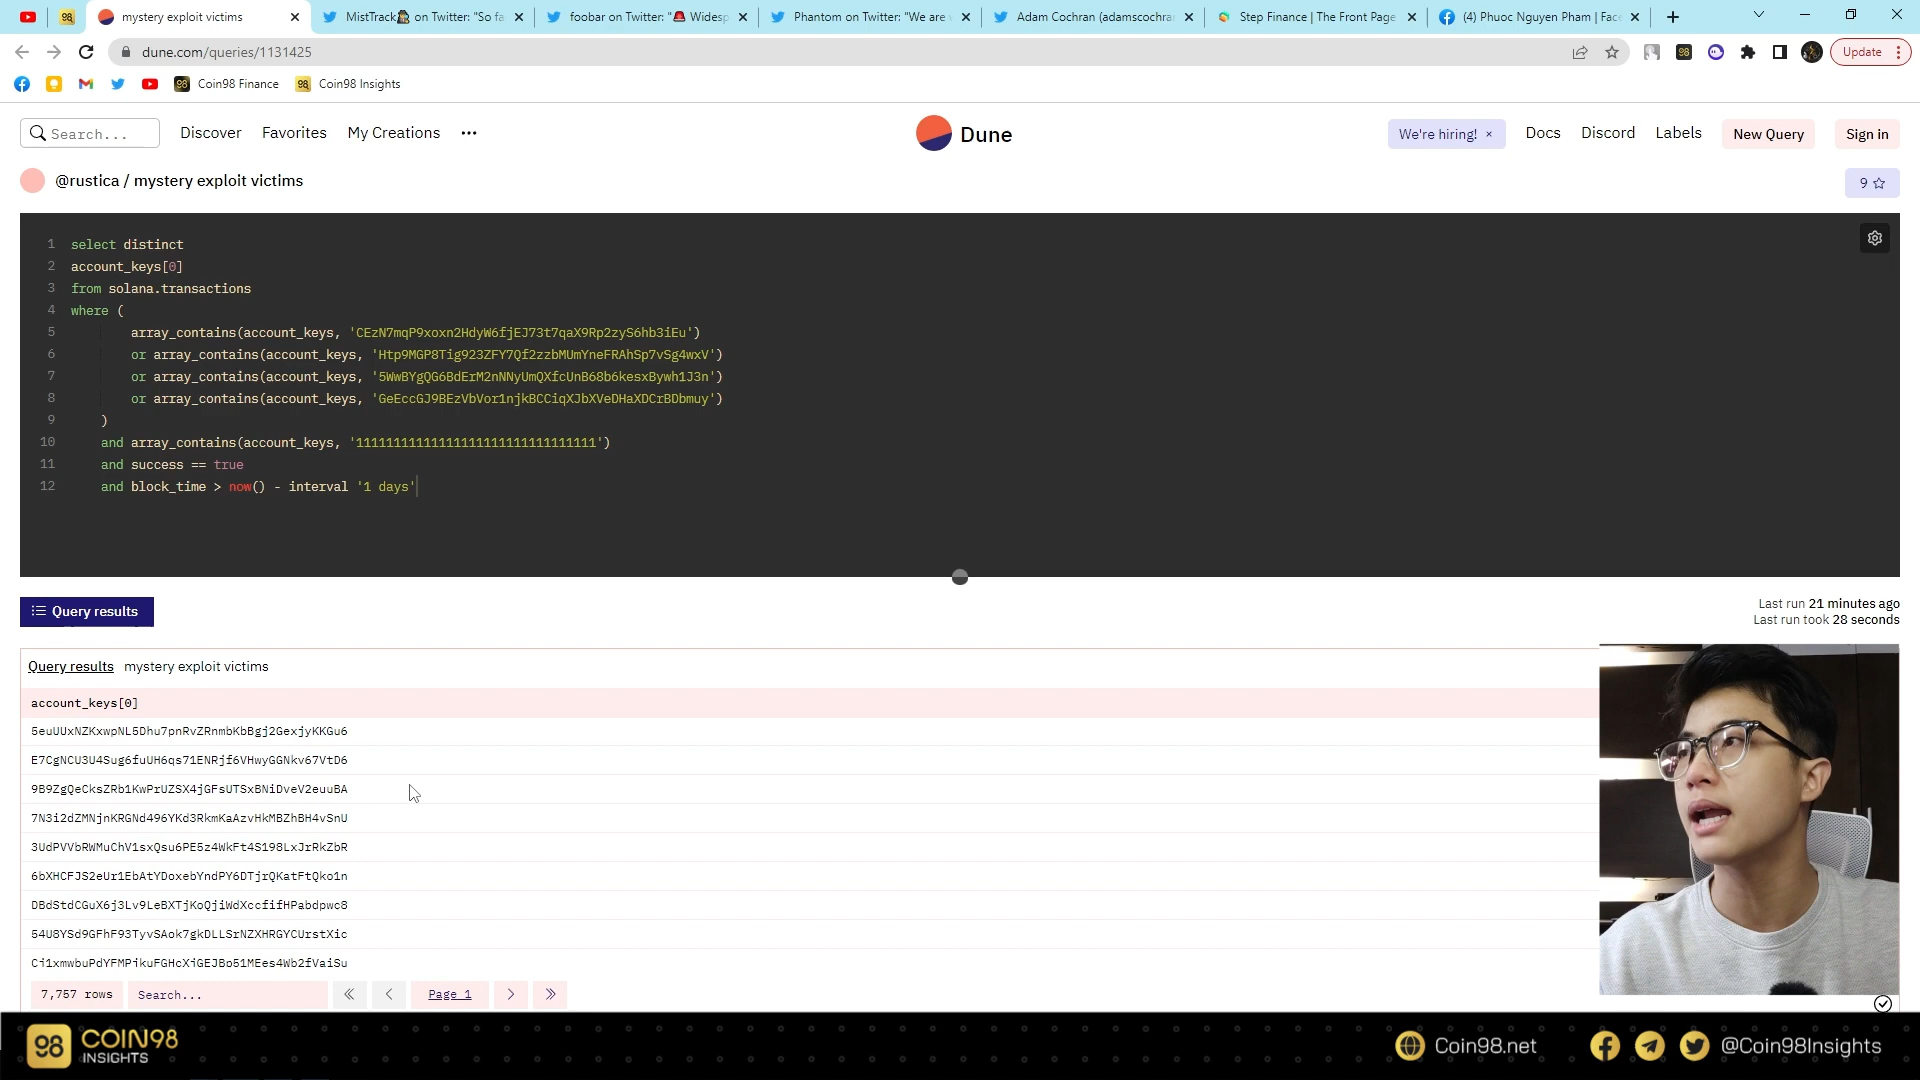 mystery exploit victims
MistTrack on Twitter: "So fa
foobar on Twitter: "🚨 Widesp
Phantom on Twitter: "We are
Adam Cochran (adamscochra
Step Finance | The Front Page
(4) Phuoc Nguyen Pham | Fac
dune.com/queries/1131425
Update
Coin98 Finance
Coin98 Insights
Search...
Discover
Favorites
My Creations
Dune
We're hiring! ×
Docs
Discord
Labels
New Query
Sign in
@rustica / mystery exploit victims
9
1 select distinct
2 account_keys[0]
3 from solana.transactions
4 where (
5 array_contains(account_keys, 'CEzN7mqP9xoxn2HdyW6fjEJ73t7qaX9Rp2zyS6hb3iEu')
6 or array_contains(account_keys, 'Htp9MGP8Tig923ZFY7Qf2zzbMUmYneFRAhSp7vSg4wxV')
7 or array_contains(account_keys, '5WwBYgQG6BdErM2nNNyUmQXfcUnB68b6kesxBywh1J3n')
8 or array_contains(account_keys, 'GeEccGJ9BEzVbVor1njkBCCiqXJbXVeDHaXDCrBDbmuy')
9 )
10 and array_contains(account_keys, '11111111111111111111111111111111')
11 and success == true
12 and block_time > now() - interval '1 days'
Query results
Last run 21 minutes ago
Last run took 28 seconds
Query results mystery exploit victims
account_keys[0]
5euUUxNZKxwpNL5Dhu7pnRvZRnmbKbBgj2GexjyKKGu6
E7CgNCU3U4Sug6fuUH6qs71ENRjf6VHwyGGNkv67VtD6
9B9ZgQeCksZRb1KwPrUZSX4jGFsUTSxBNiDveV2euuBA
7N3i2dZMNjnKRGNd496YKd3RkmKaAzvHkMBZhBH4vSnU
3UdPVVbRWMuChV1sxQsu6PE5z4WkFt4S198LxJrRkZbR
6bXHCFJS2eUr1EbAtYDoxebYndPY6DTjrQKatFtQko1n
DBdStdCGuX6j3Lv9LeBXTjKoQjiWdXccfifHPabdpwc8
54U8YSd9GFhF93TyvSAok7gkDLLSrNZXHRGYCUrstXic
Ci1xmwbuPdYFMPikuFGHcXiGEJBp51MEes4Wb2fVaiSu
7,757 rows
Search...
Page 1
98 COIN98
INSIGHTS
Coin98.net
@Coin98Insights